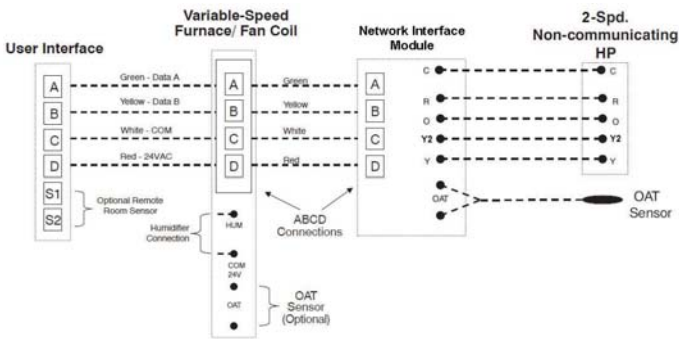 Variable-Speed
Furnace/ Fan Coil
Network Interface
Module
2-Spd.
Non-communicating
HP
User Interface
A
Green - Data A
A
Green
A
B
Yellow - Data B
B
Yellow
B
C
White - COM
C
White
C
D
Red - 24VAC
D
Red
D
C
C
R
R
O
O
Y2
Y2
Y
Y
S1
S2
Optional Remote
Room Sensor
Humidifier
Connection
HUM
COM
24V
OAT
OAT
Sensor
(Optional)
ABCD
Connections
OAT
OAT
Sensor